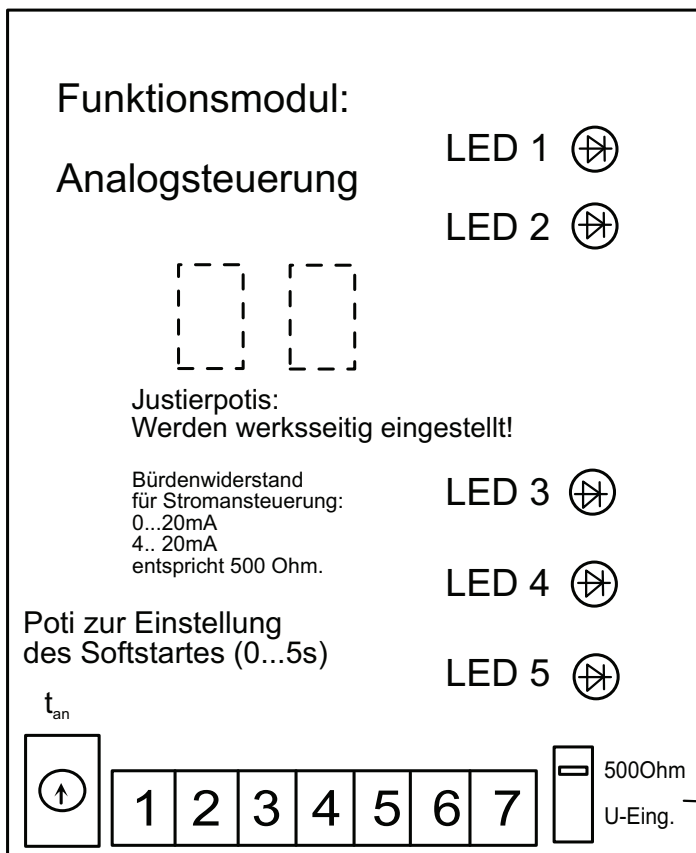 Funktionsmodul:
LED 1
Analogsteuerung
LED 2
Justierpotis:
Werden werksseitig eingestellt!
Bürdenwiderstand
für Stromansteuerung:
0...20mA
4.. 20mA
entspricht 500 Ohm.
LED 3
LED 4
Poti zur Einstellung
des Softstartes (0...5s)
LED 5
tan
1 2 3 4 5 6 7
500Ohm
U-Eing.